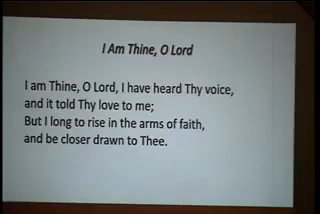 I Am Thine, O Lord
I am Thine, O Lord, I have heard Thy voice,
and it told Thy love to me;
But I long to rise in the arms of faith,
and be closer drawn to Thee.